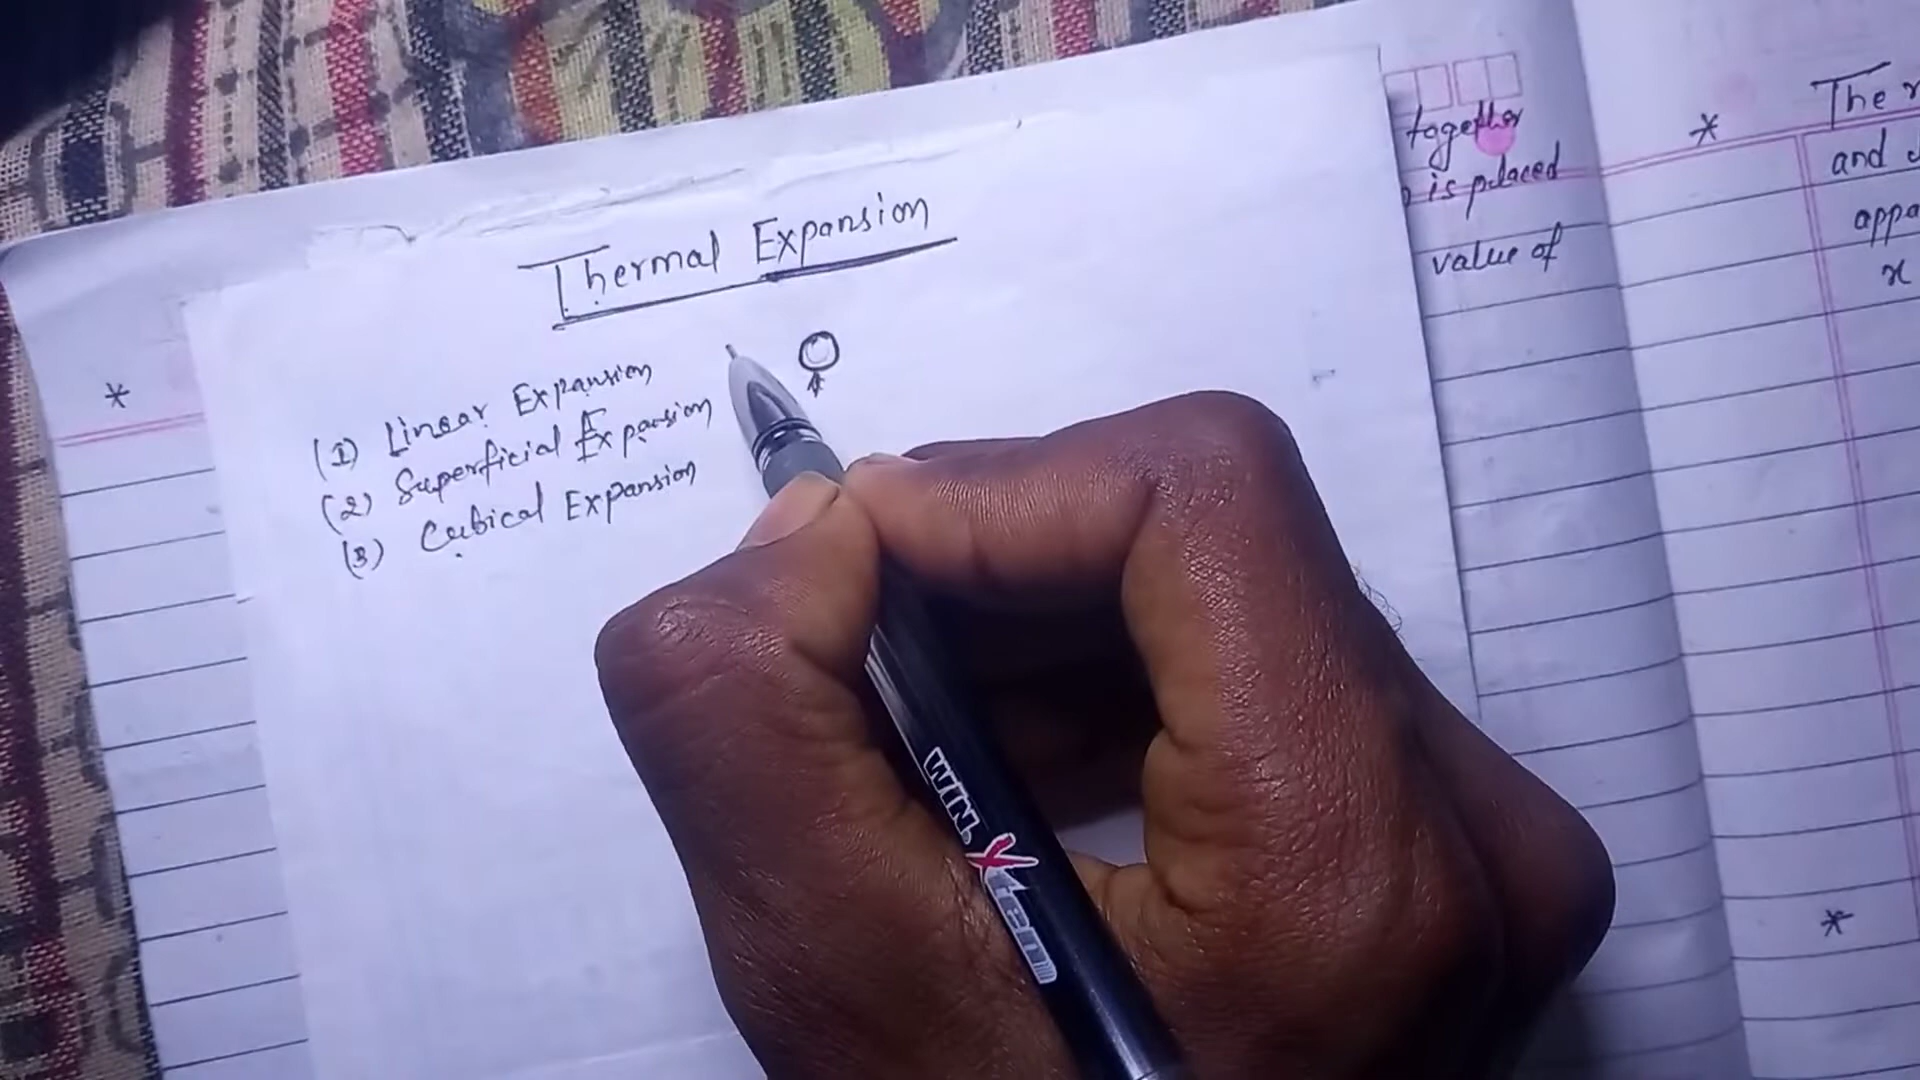 Thermal Expansion
(1) Linear Expansion
(2) Superficial Expansion
(3) Cubical Expansion
together
is placed
value of
*
*
The
and
appa
x
*
WIN Xten